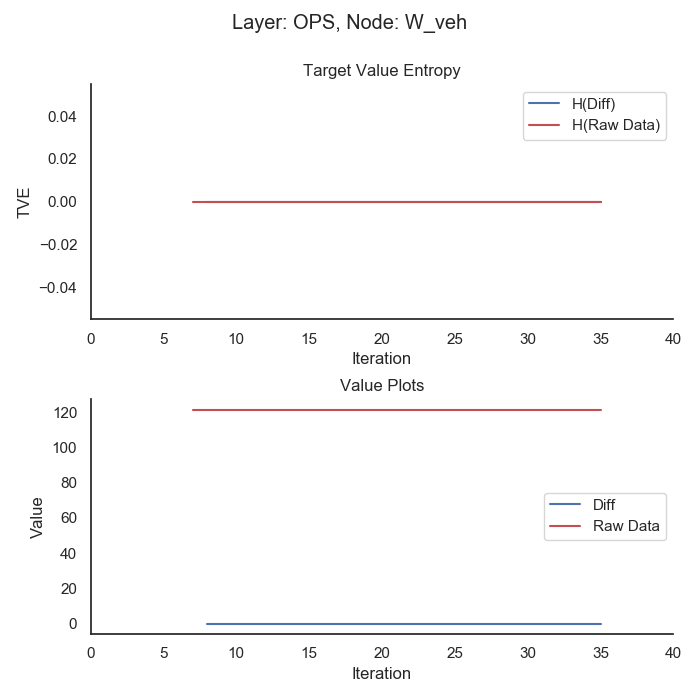 Layer: OPS, Node: W_veh
Target Value Entropy
H(Diff)
H(Raw Data)
0.04
0.02
0.00
−0.02
−0.04
TVE
0 5 10 15 20 25 30 35 40
Iteration
Value Plots
120
100
80
60
40
20
0
Value
Diff
Raw Data
0 5 10 15 20 25 30 35 40
Iteration